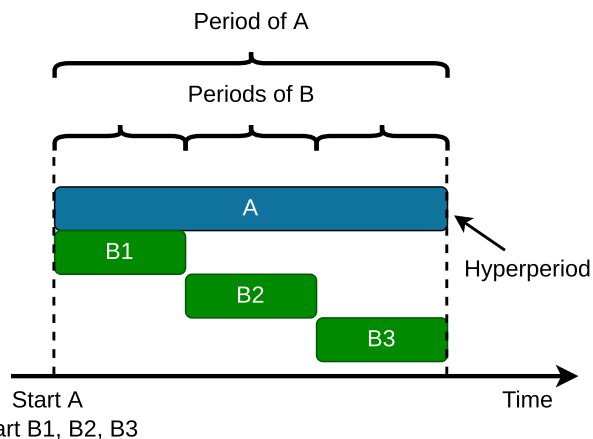 Period of A
Periods of B
A
B1
B2
Hyperperiod
B3
Start A
Time
art B1, B2, B3